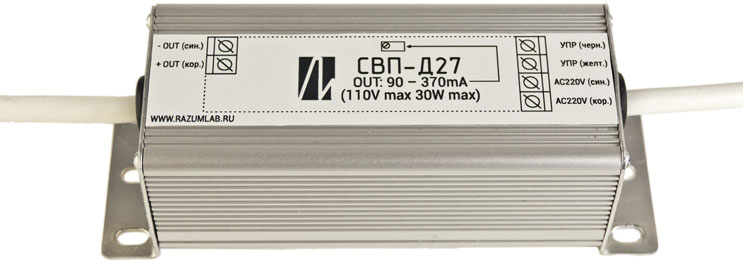 - OUT (син.)
+ OUT (кор.)
СВП-Д27
OUT: 90 – 370mA
(110V max 30W max)
УПР (черн.)
УПР (желт.)
AC220V (син.)
AC220V (кор.)
WWW.RAZUMLAB.RU